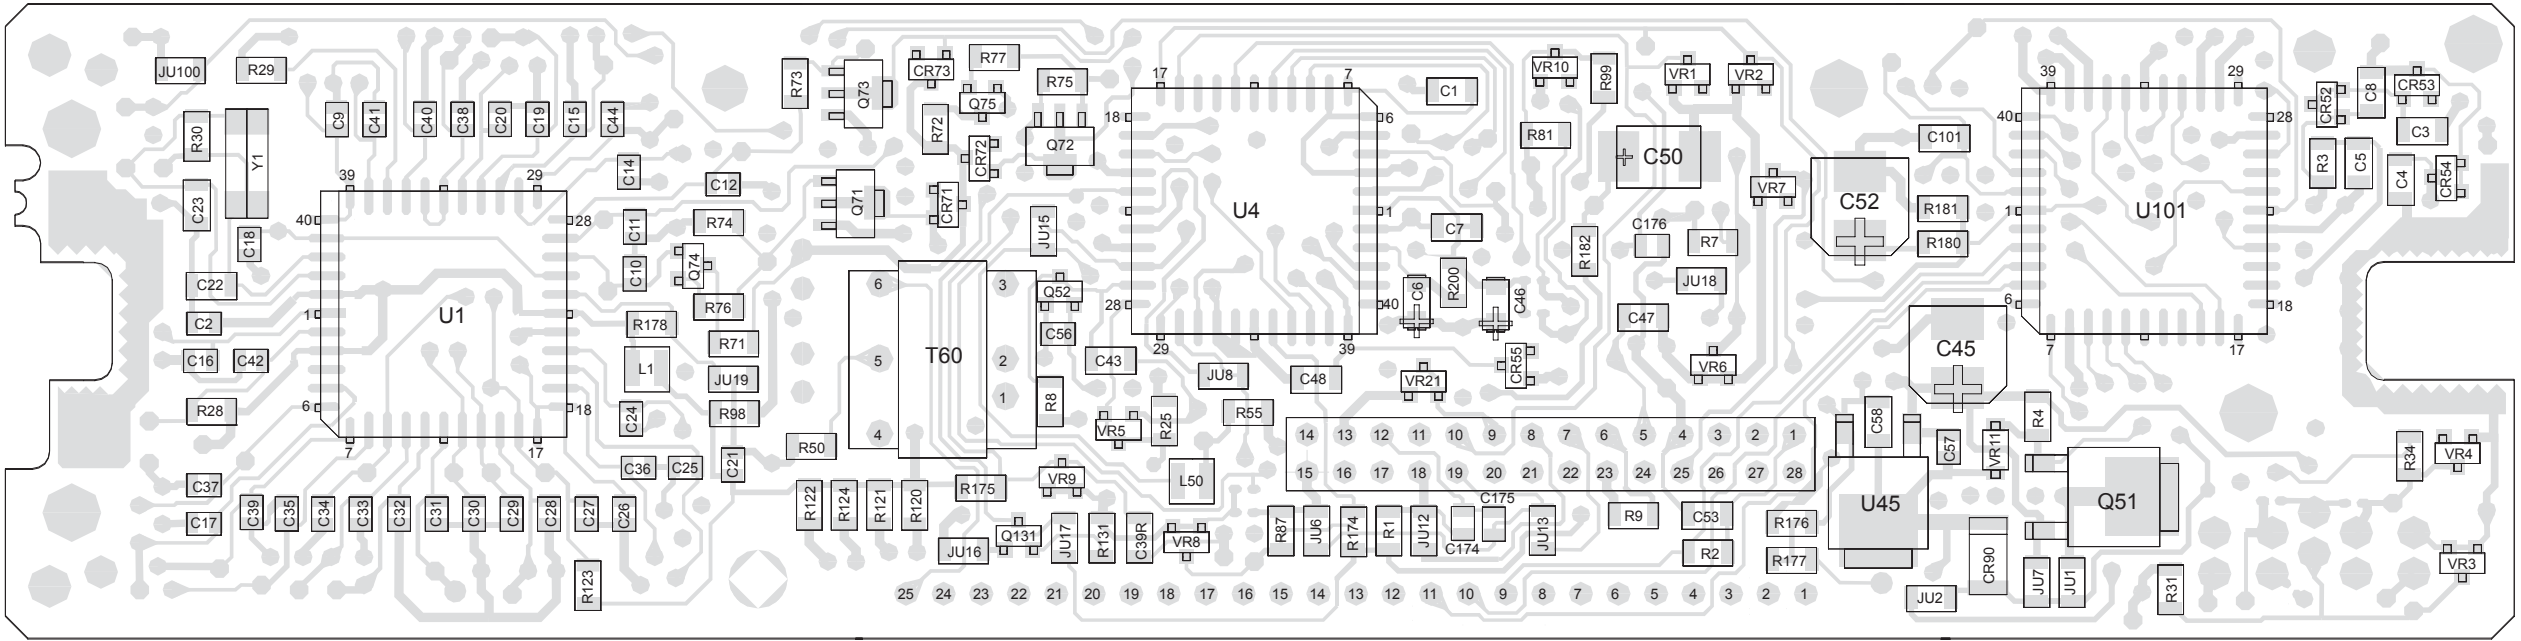 JU100
R29
R73
Q73
CR73
R77
R75
Q75
R72
CR72
Q72
17
7
18
6
C1
VR10
R99
VR1
VR2
39
29
40
28
CR52
C8
CR53
C3
R30
Y1
C9
C41
C40
C38
C20
C19
C15
C44
C14
C12
R81
C50
VR7
C101
R3
C5
C4
CR54
39
29
40
28
C23
C18
C11
R74
Q71
CR71
JU15
U4
1
C7
R182
C176
R7
C52
R181
R180
1
U101
C10
Q74
C22
R76
6
3
Q52
28
40
C6
R200
C46
JU18
6
18
C2
1
U1
R178
R71
C56
29
39
C47
7
17
C16
C42
L1
JU19
5
T60
2
C43
JU8
C48
VR21
CR55
VR6
C45
R28
6
18
C24
R98
1
R8
VR5
R25
R55
C58
R4
7
17
R50
4
14 13 12 11 10 9 8 7 6 5 4 3 2 1
C57
VR11
R34
VR4
C37
C36
C25
C21
R175
VR9
L50
15 16 17 18 19 20 21 22 23 24 25 26 27 28
C39
C35
C34
C33
C32
C31
C30
C29
C28
C27
C26
C17
R122
R124
R121
R120
C175
U45
Q51
JU16
Q131
JU17
R131
C39R
VR8
R87
JU6
R174
R1
JU12
C174
JU13
R9
C53
R2
R176
R177
R123
CR90
JU7
JU1
R31
VR3
JU2
25 24 23 22 21 20 19 18 17 16 15 14 13 12 11 10 9 8 7 6 5 4 3 2 1